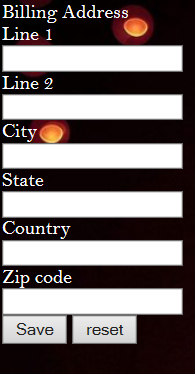 Billing Address
Line 1
Line 2
City
State
Country
Zip code
Save reset